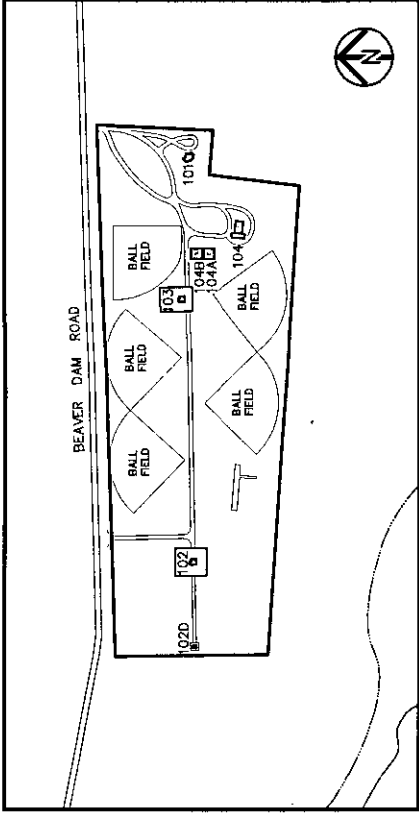 BEAVER DAM ROAD
BALL
FIELD
BALL
FIELD
BALL
FIELD
101
103
104B
104A
104
BALL
FIELD
BALL
FIELD
102
102D
N